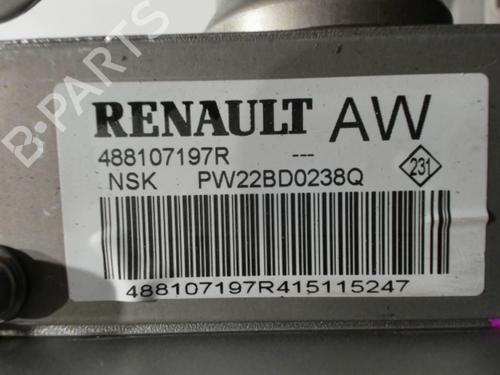 B-PARTS
RENAULT AW
488107197R ---
231
NSK PW22BD0238Q
488107197R415115247